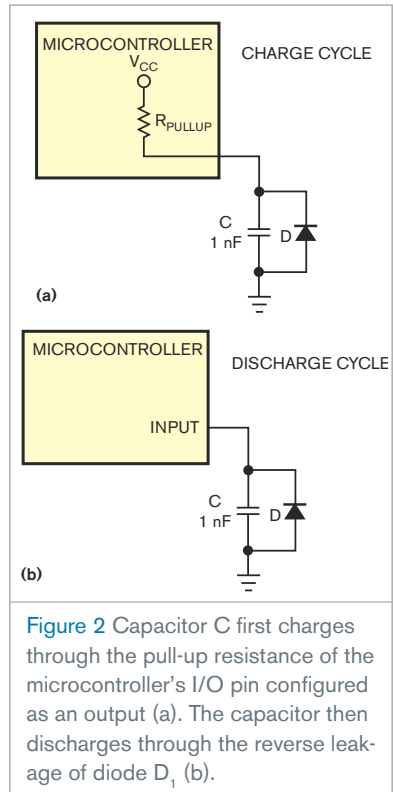 MICROCONTROLLER
V_CC
R_PULLUP
CHARGE CYCLE
C
1 nF
D
(a)
MICROCONTROLLER
INPUT
DISCHARGE CYCLE
C
1 nF
D
(b)
Figure 2 Capacitor C first charges
through the pull-up resistance of the
microcontroller's I/O pin configured
as an output (a). The capacitor then
discharges through the reverse leak-
age of diode D₁ (b).